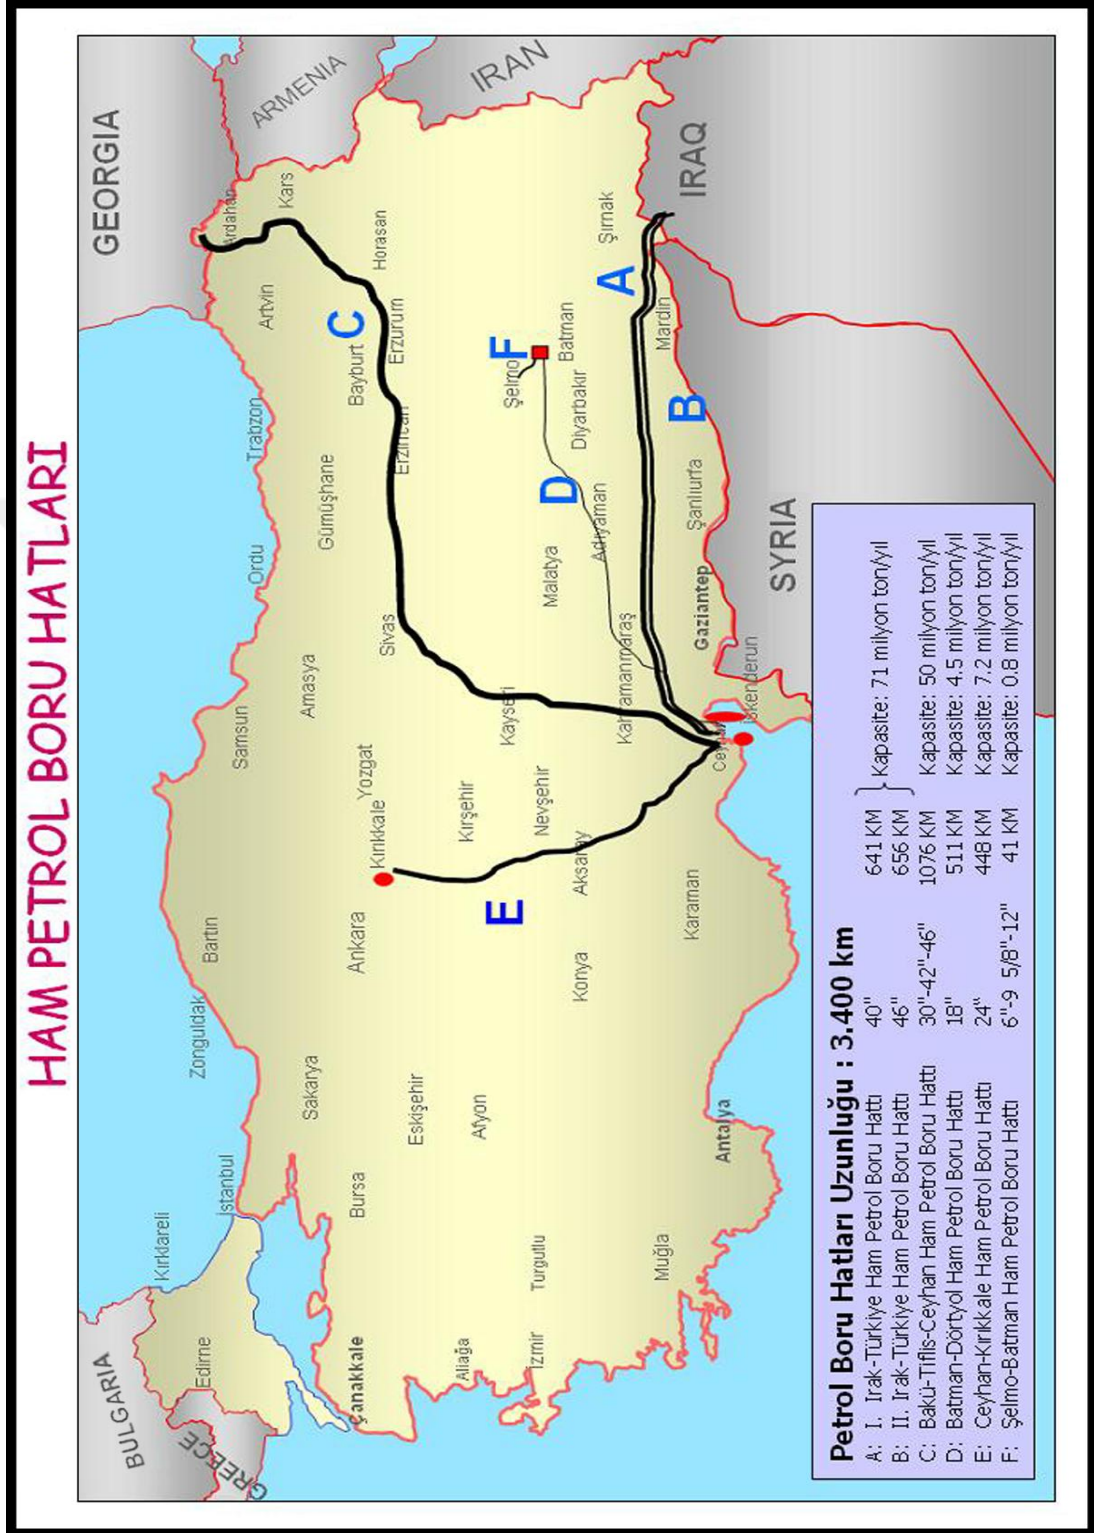 HAM PETROL BORU HATLARI
BULGARIA
GREECE
GEORGIA
ARMENIA
IRAN
IRAQ
SYRIA
Kırklareli
Edirne
İstanbul
Zonguldak
Bartın
Samsun
Ordu
Trabzon
Artvin
Ardahan
Kars
Çanakkale
Bursa
Sakarya
Eskişehir
Ankara
Kırıkkale
Yozgat
Amasya
Sivas
Gümüşhane
Bayburt
Erzincan
Erzurum
Horasan
C
Aliağa
Afyon
Kırşehir
Kayseri
E
İzmir
Turgutlu
Nevşehir
Malatya
D
Şelmo
F
Batman
Diyarbakır
Konya
Aksaray
Kahramanmaraş
Adıyaman
Şırnak
A
Muğla
Antalya
Karaman
Gaziantep
Şanlıurfa
Mardin
B
İskenderun
Petrol Boru Hatları Uzunluğu : 3.400 km
A: I. Irak-Türkiye Ham Petrol Boru Hattı 40" 641 KM
B: II. Irak-Türkiye Ham Petrol Boru Hattı 46" 656 KM
} Kapasite: 71 milyon ton/yıl
C: Bakü-Tiflis-Ceyhan Ham Petrol Boru Hattı 30"-42"-46" 1076 KM Kapasite: 50 milyon ton/yıl
D: Batman-Dörtyol Ham Petrol Boru Hattı 18" 511 KM Kapasite: 4.5 milyon ton/yıl
E: Ceyhan-Kırıkkale Ham Petrol Boru Hattı 24" 448 KM Kapasite: 7.2 milyon ton/yıl
F: Şelmo-Batman Ham Petrol Boru Hattı 6"-9 5/8"-12" 41 KM Kapasite: 0.8 milyon ton/yıl